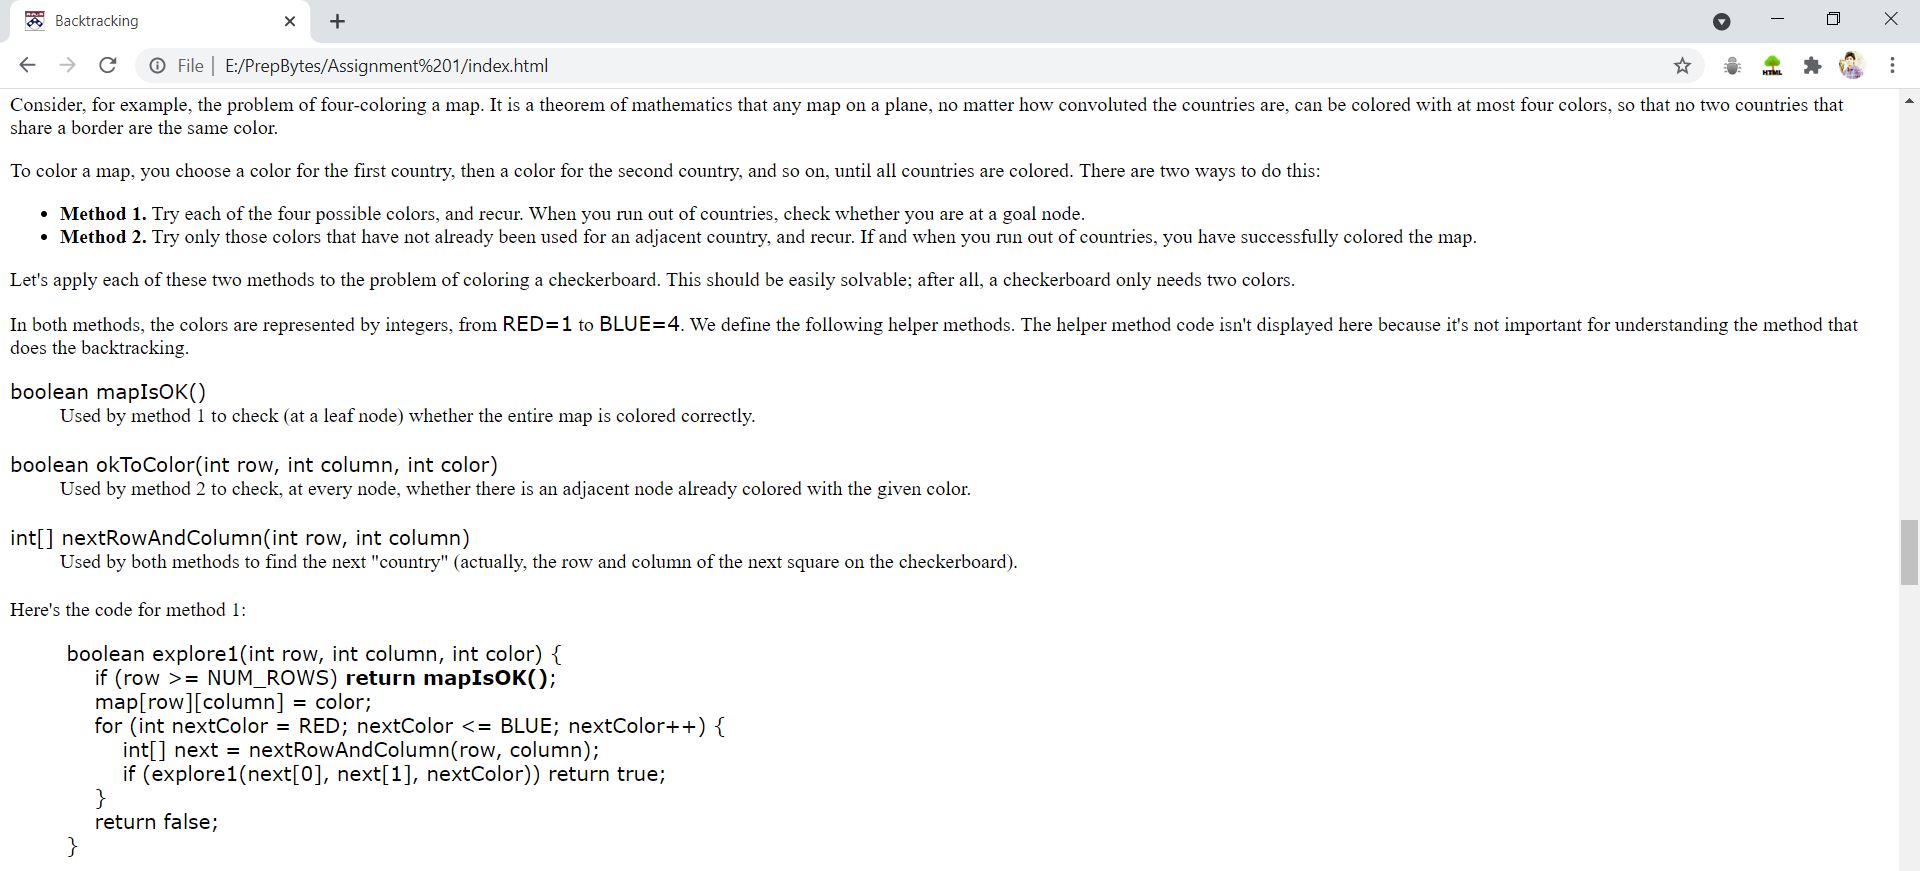 Backtracking
File | E:/PrepBytes/Assignment%201/index.html
HTML
Consider, for example, the problem of four-coloring a map. It is a theorem of mathematics that any map on a plane, no matter how convoluted the countries are, can be colored with at most four colors, so that no two countries that
share a border are the same color.
To color a map, you choose a color for the first country, then a color for the second country, and so on, until all countries are colored. There are two ways to do this:
• Method 1. Try each of the four possible colors, and recur. When you run out of countries, check whether you are at a goal node.
• Method 2. Try only those colors that have not already been used for an adjacent country, and recur. If and when you run out of countries, you have successfully colored the map.
Let's apply each of these two methods to the problem of coloring a checkerboard. This should be easily solvable; after all, a checkerboard only needs two colors.
In both methods, the colors are represented by integers, from RED=1 to BLUE=4. We define the following helper methods. The helper method code isn't displayed here because it's not important for understanding the method that
does the backtracking.
boolean mapIsOK()
Used by method 1 to check (at a leaf node) whether the entire map is colored correctly.
boolean okToColor(int row, int column, int color)
Used by method 2 to check, at every node, whether there is an adjacent node already colored with the given color.
int[] nextRowAndColumn(int row, int column)
Used by both methods to find the next "country" (actually, the row and column of the next square on the checkerboard).
Here's the code for method 1:
boolean explore1(int row, int column, int color) {
if (row >= NUM_ROWS) return mapIsOK();
map[row][column] = color;
for (int nextColor = RED; nextColor <= BLUE; nextColor++) {
int[] next = nextRowAndColumn(row, column);
if (explore1(next[0], next[1], nextColor)) return true;
}
return false;
}